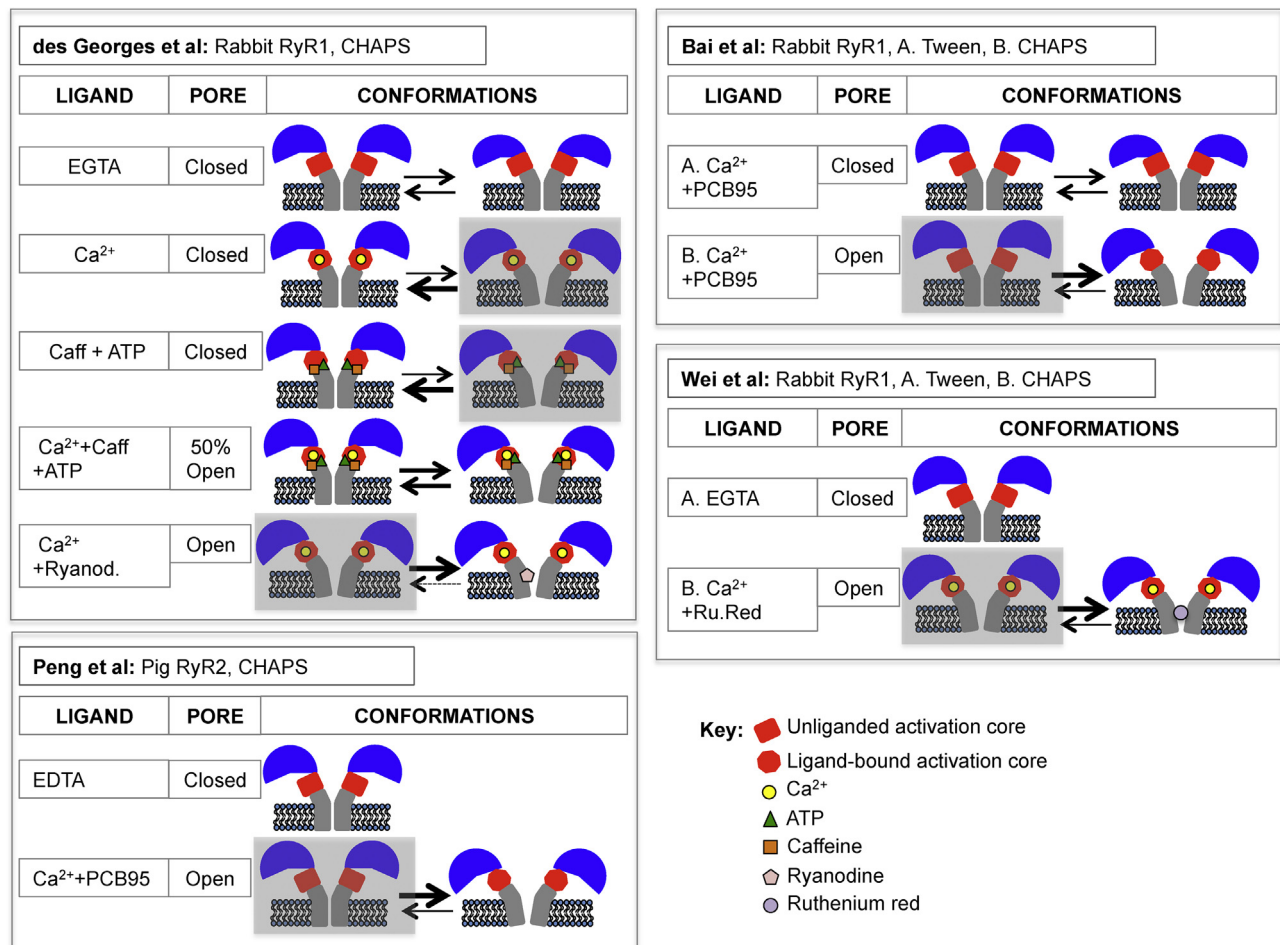 des Georges et al: Rabbit RyR1, CHAPS
LIGAND PORE CONFORMATIONS
EGTA Closed
Ca²⁺ Closed
Caff + ATP Closed
Ca²⁺+Caff
+ATP
50%
Open
Ca²⁺
+Ryanod.
Open
Peng et al: Pig RyR2, CHAPS
LIGAND PORE CONFORMATIONS
EDTA Closed
Ca²⁺+PCB95 Open
Bai et al: Rabbit RyR1, A. Tween, B. CHAPS
LIGAND PORE CONFORMATIONS
A. Ca²⁺
+PCB95
Closed
B. Ca²⁺
+PCB95
Open
Wei et al: Rabbit RyR1, A. Tween, B. CHAPS
LIGAND PORE CONFORMATIONS
A. EGTA Closed
B. Ca²⁺
+Ru.Red
Open
Key: Unliganded activation core
Ligand-bound activation core
Ca²⁺
ATP
Caffeine
Ryanodine
Ruthenium red